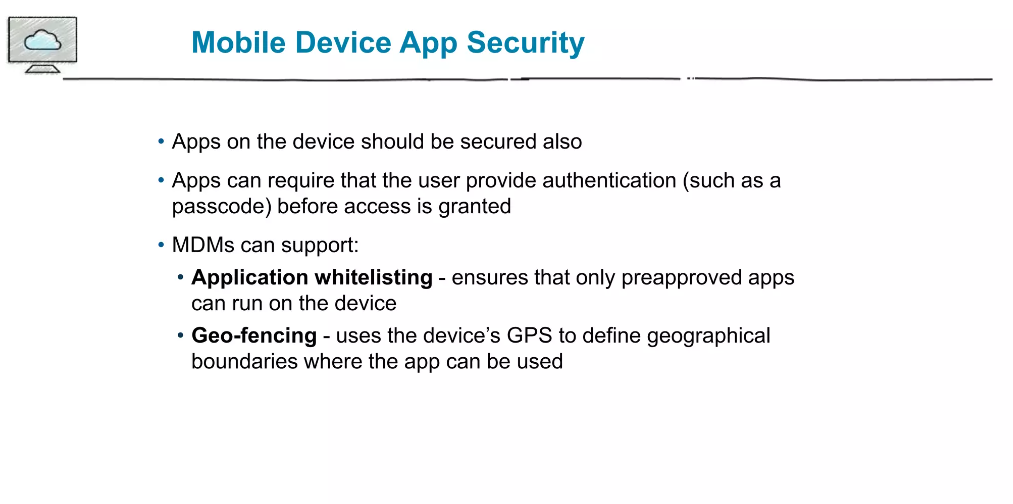 Mobile Device App Security
• Apps on the device should be secured also
• Apps can require that the user provide authentication (such as a
passcode) before access is granted
• MDMs can support:
• Application whitelisting - ensures that only preapproved apps
can run on the device
• Geo-fencing - uses the device’s GPS to define geographical
boundaries where the app can be used